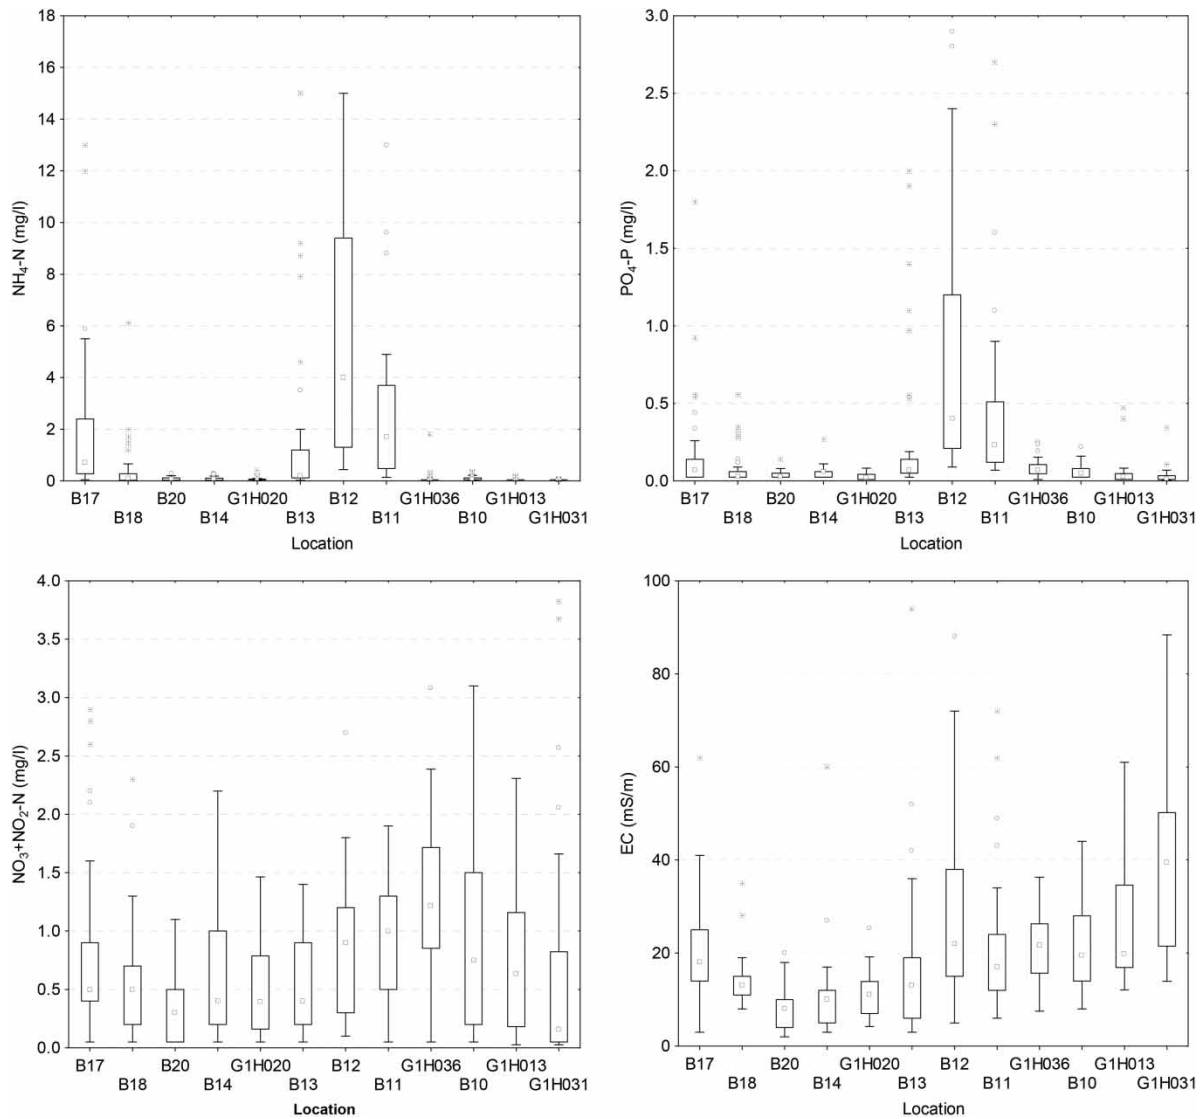 18
16
14
12
10
8
6
4
2
0
NH4-N (mg/l)
B17 B20 G1H020 B12 G1H036 G1H013
B18 B14 B13 B11 B10 G1H031
Location
3.0
2.5
2.0
1.5
1.0
0.5
0.0
PO4-P (mg/l)
B17 B20 G1H020 B12 G1H036 G1H013
B18 B14 B13 B11 B10 G1H031
Location
4.0
3.5
3.0
2.5
2.0
1.5
1.0
0.5
0.0
NO3+NO2-N (mg/l)
B17 B20 G1H020 B12 G1H036 G1H013
B18 B14 B13 B11 B10 G1H031
Location
100
80
60
40
20
0
EC (mS/m)
B17 B20 G1H020 B12 G1H036 G1H013
B18 B14 B13 B11 B10 G1H031
Location